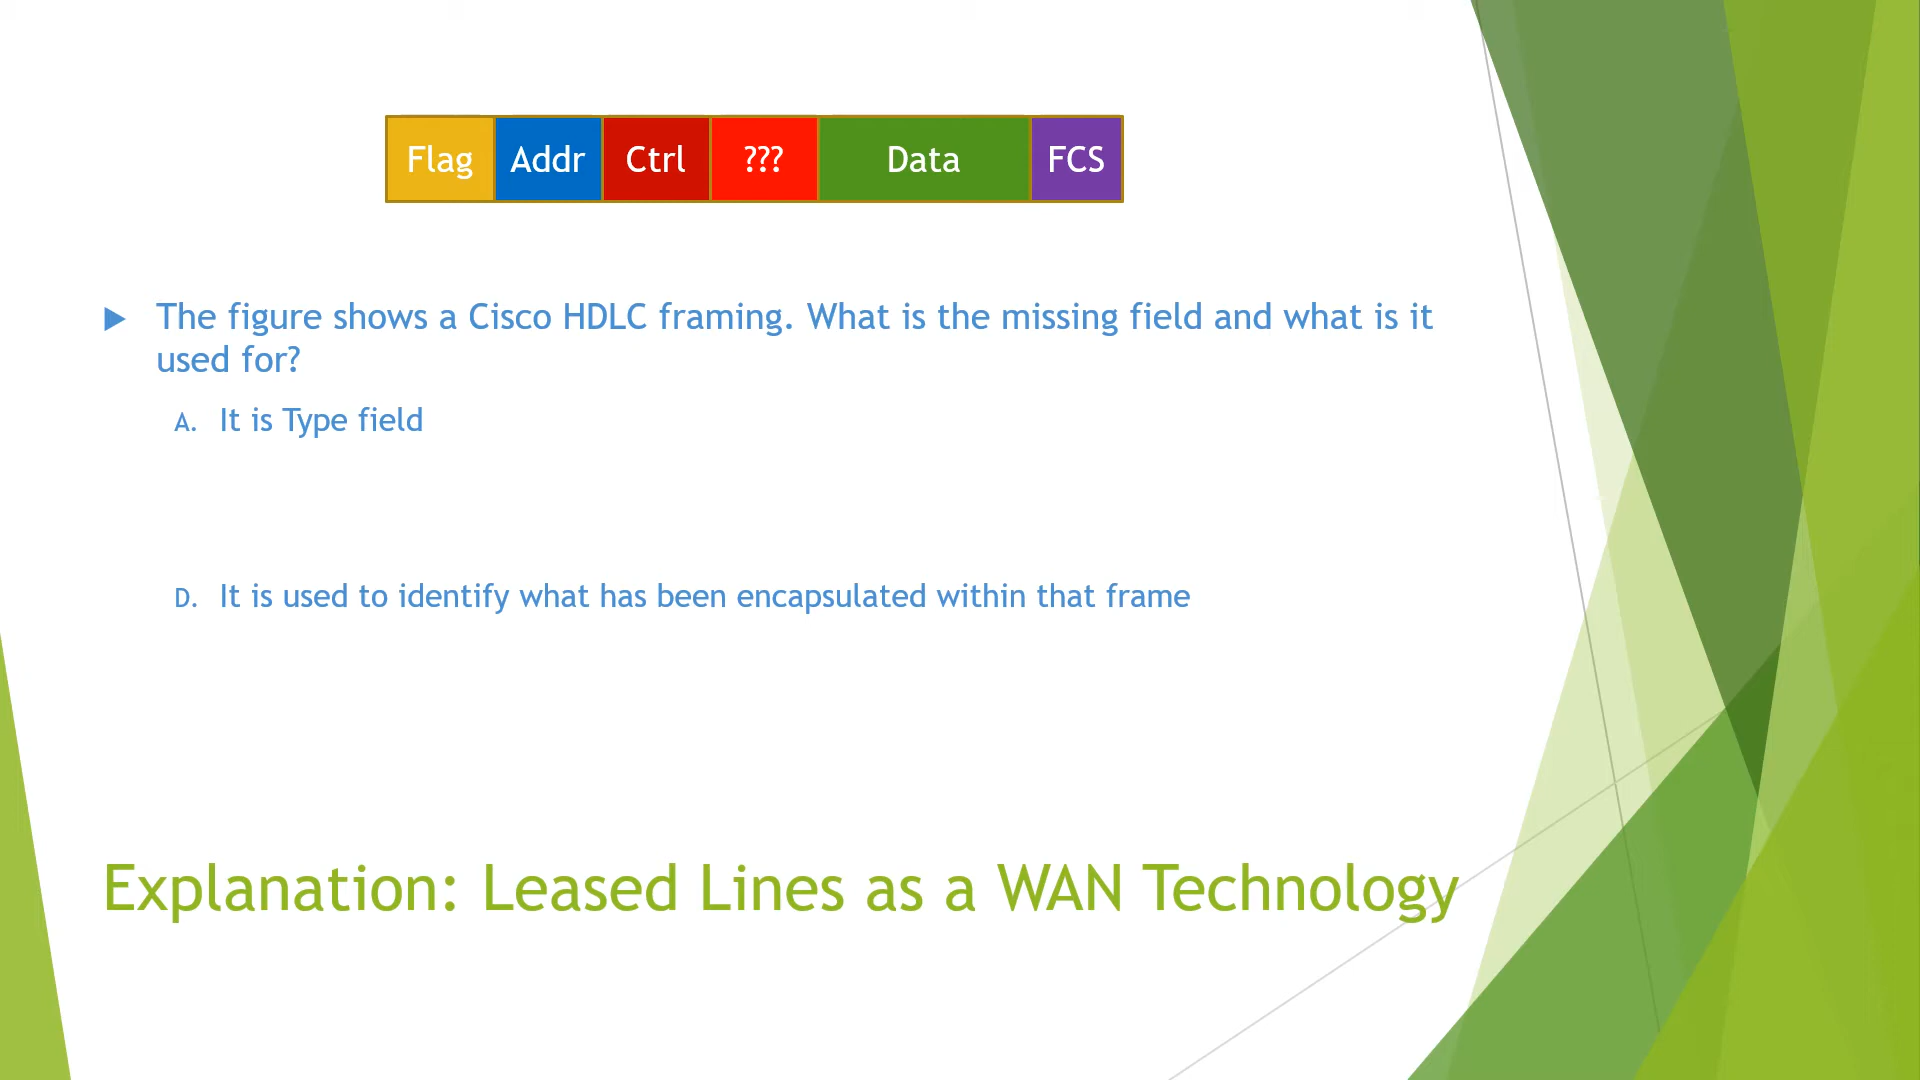 Flag Addr Ctrl ??? Data FCS
The figure shows a Cisco HDLC framing. What is the missing field and what is it
used for?
A. It is Type field
D. It is used to identify what has been encapsulated within that frame
Explanation: Leased Lines as a WAN Technology